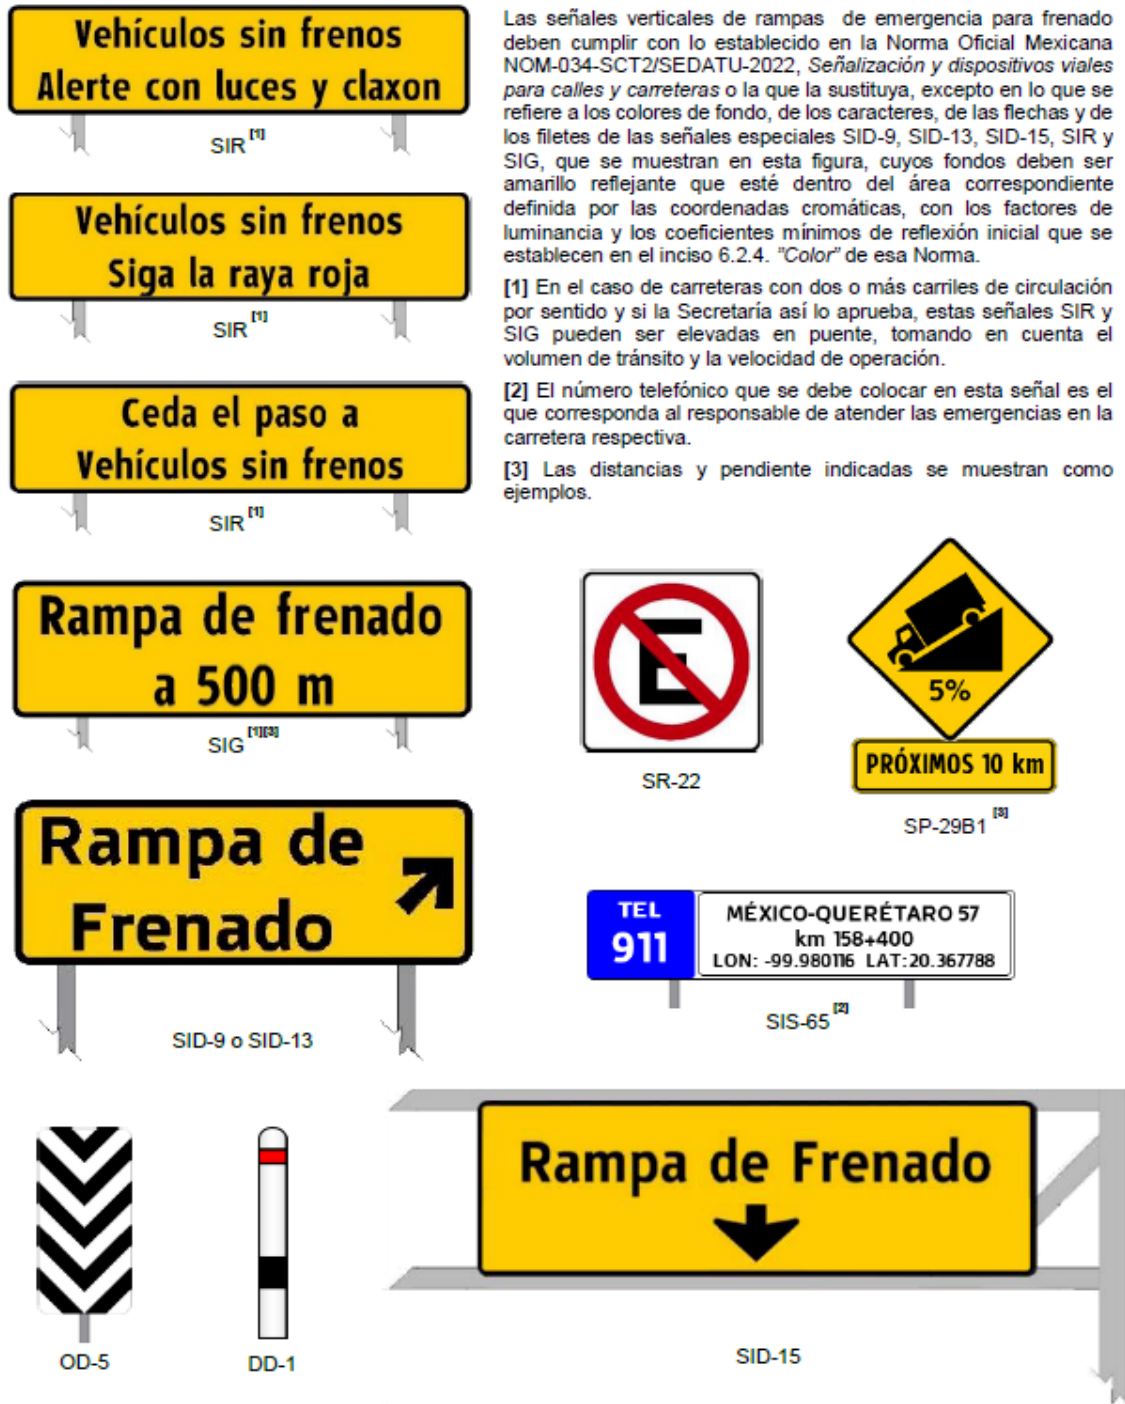 Vehículos sin frenos
Alerte con luces y claxon
SIR [1]
Vehículos sin frenos
Siga la raya roja
SIR [1]
Ceda el paso a
Vehículos sin frenos
SIR [1]
Rampa de frenado
a 500 m
SIG [1][3]
Rampa de
Frenado
SID-9 o SID-13
Las señales verticales de rampas de emergencia para frenado
deben cumplir con lo establecido en la Norma Oficial Mexicana
NOM-034-SCT2/SEDATU-2022, Señalización y dispositivos viales
para calles y carreteras o la que la sustituya, excepto en lo que se
refiere a los colores de fondo, de los caracteres, de las flechas y de
los filetes de las señales especiales SID-9, SID-13, SID-15, SIR y
SIG, que se muestran en esta figura, cuyos fondos deben ser
amarillo reflejante que esté dentro del área correspondiente
definida por las coordenadas cromáticas, con los factores de
luminancia y los coeficientes mínimos de reflexión inicial que se
establecen en el inciso 6.2.4. "Color" de esa Norma.
[1] En el caso de carreteras con dos o más carriles de circulación
por sentido y si la Secretaría así lo aprueba, estas señales SIR y
SIG pueden ser elevadas en puente, tomando en cuenta el
volumen de tránsito y la velocidad de operación.
[2] El número telefónico que se debe colocar en esta señal es el
que corresponda al responsable de atender las emergencias en la
carretera respectiva.
[3] Las distancias y pendiente indicadas se muestran como
ejemplos.
E
SR-22
5%
PRÓXIMOS 10 km
SP-29B1 [3]
TEL
911
MÉXICO-QUERÉTARO 57
km 158+400
LON: -99.980116 LAT:20.367788
SIS-65 [2]
OD-5
DD-1
Rampa de Frenado
SID-15